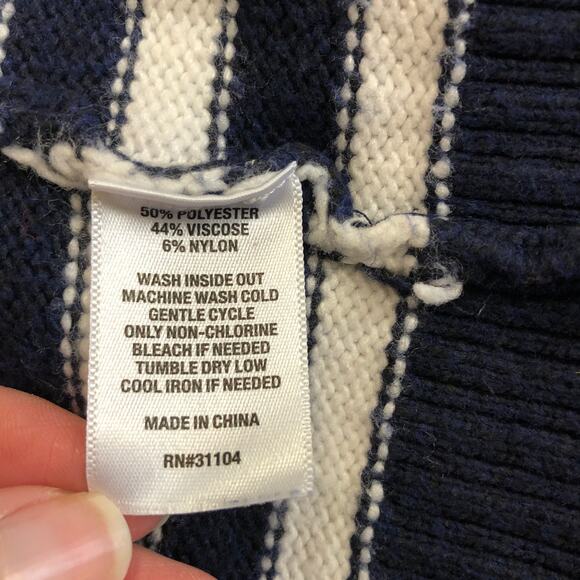 50% POLYESTER
44% VISCOSE
6% NYLON
WASH INSIDE OUT
MACHINE WASH COLD
GENTLE CYCLE
ONLY NON-CHLORINE
BLEACH IF NEEDED
TUMBLE DRY LOW
COOL IRON IF NEEDED
MADE IN CHINA
RN#31104